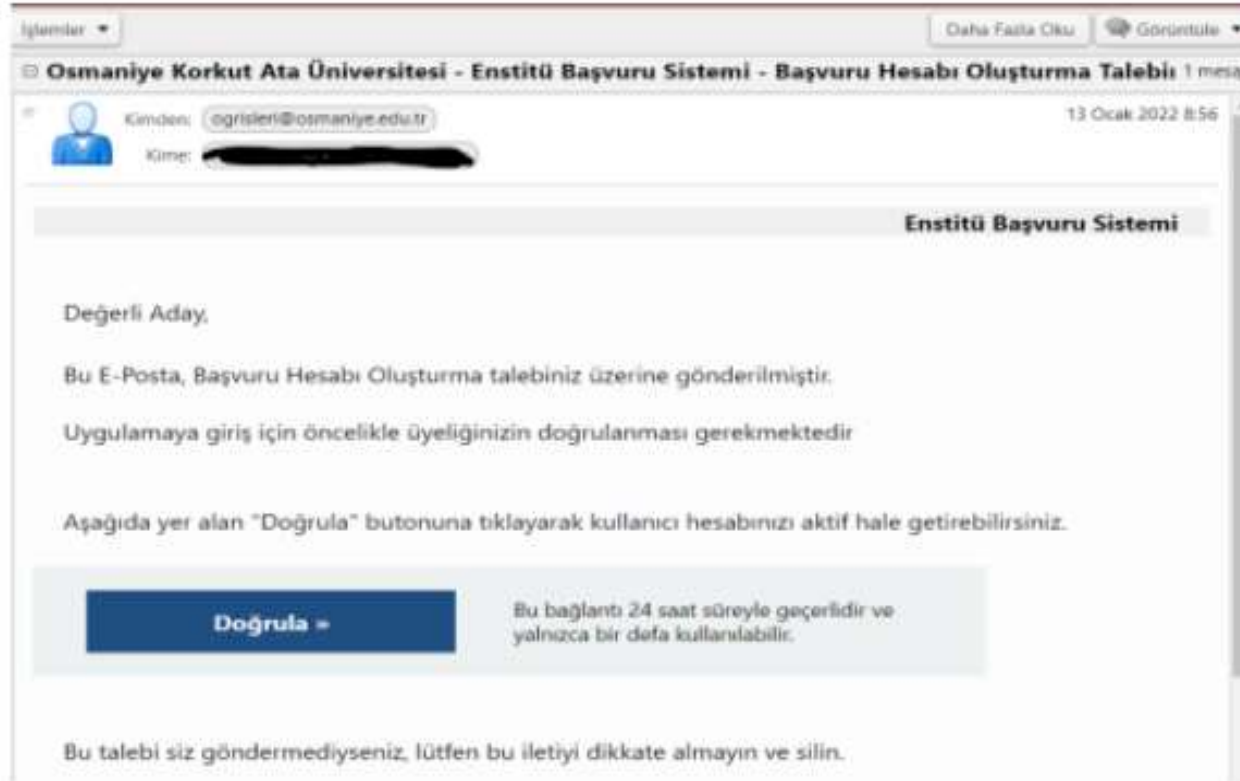 İşlemler
Daha Fazla Oku Görüntüle
Osmaniye Korkut Ata Üniversitesi - Enstitü Başvuru Sistemi - Başvuru Hesabı Oluşturma Talebi 1 mesaj
Kimden: ogrisleri@osmaniye.edu.tr 13 Ocak 2022 8:56
Kime:
Enstitü Başvuru Sistemi
Değerli Aday,
Bu E-Posta, Başvuru Hesabı Oluşturma talebiniz üzerine gönderilmiştir.
Uygulamaya giriş için öncelikle üyeliğinizin doğrulanması gerekmektedir
Aşağıda yer alan "Doğrula" butonuna tıklayarak kullanıcı hesabınızı aktif hale getirebilirsiniz.
Doğrula »
Bu bağlantı 24 saat süreyle geçerlidir ve
yalnızca bir defa kullanılabilir.
Bu talebi siz göndermediyseniz, lütfen bu iletiyi dikkate almayın ve silin.